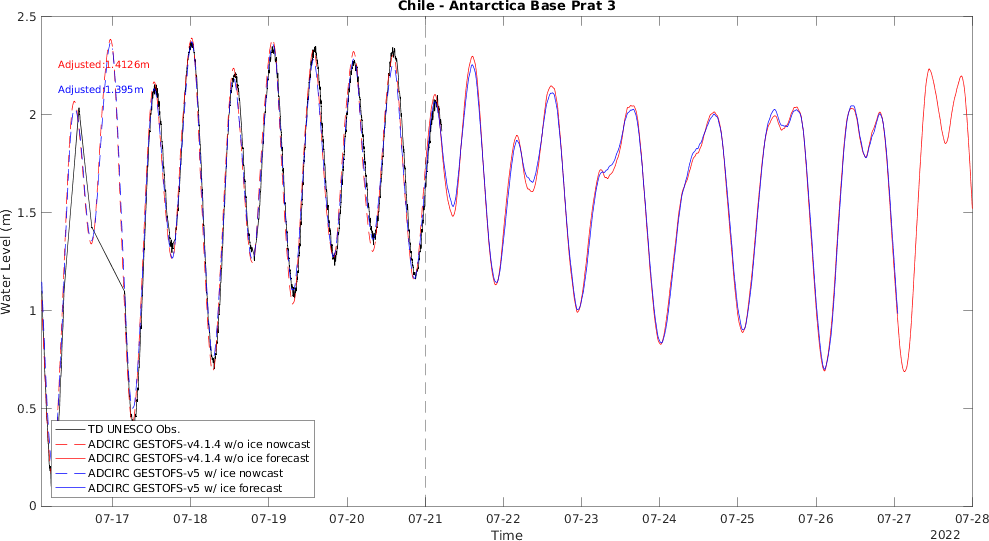 Chile - Antarctica Base Prat 3
2.5
2
1.5
1
0.5
0
Water Level (m)
Adjusted:1.4126m
Adjusted:1.395m
TD UNESCO Obs.
ADCIRC GESTOFS-v4.1.4 w/o ice nowcast
ADCIRC GESTOFS-v4.1.4 w/o ice forecast
ADCIRC GESTOFS-v5 w/ ice nowcast
ADCIRC GESTOFS-v5 w/ ice forecast
07-17 07-18 07-19 07-20 07-21 07-22 07-23 07-24 07-25 07-26 07-27 07-28
Time
2022